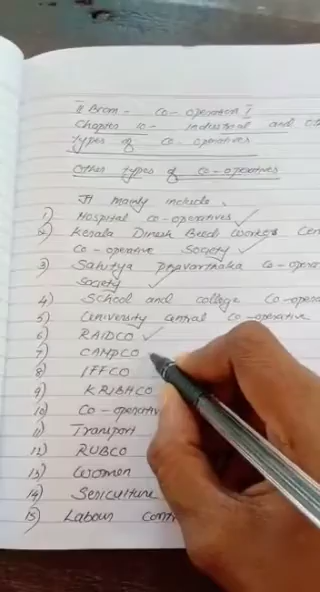 II Bcom - Co-operation I
Chapter 10 - Industrial and
types of co-operatives
Other types of co-operatives
It mainly include:
1) Hospital co-operatives ✓
2) Kerala Dinesh Beedi Workers Cen
Co-operative Society ✓
3) Sahitya Pravarthaka Co-opera
Society ✓
4) School and college Co-opera
5) University central Co-operative
6) RAIDCO ✓
7) CAMPCO
8) IFFCO
9) KRIBHCO
10) Co-operativ
11) Transport
12) RUBCO
13) Women
14) Sericulture
15) Labour Cont